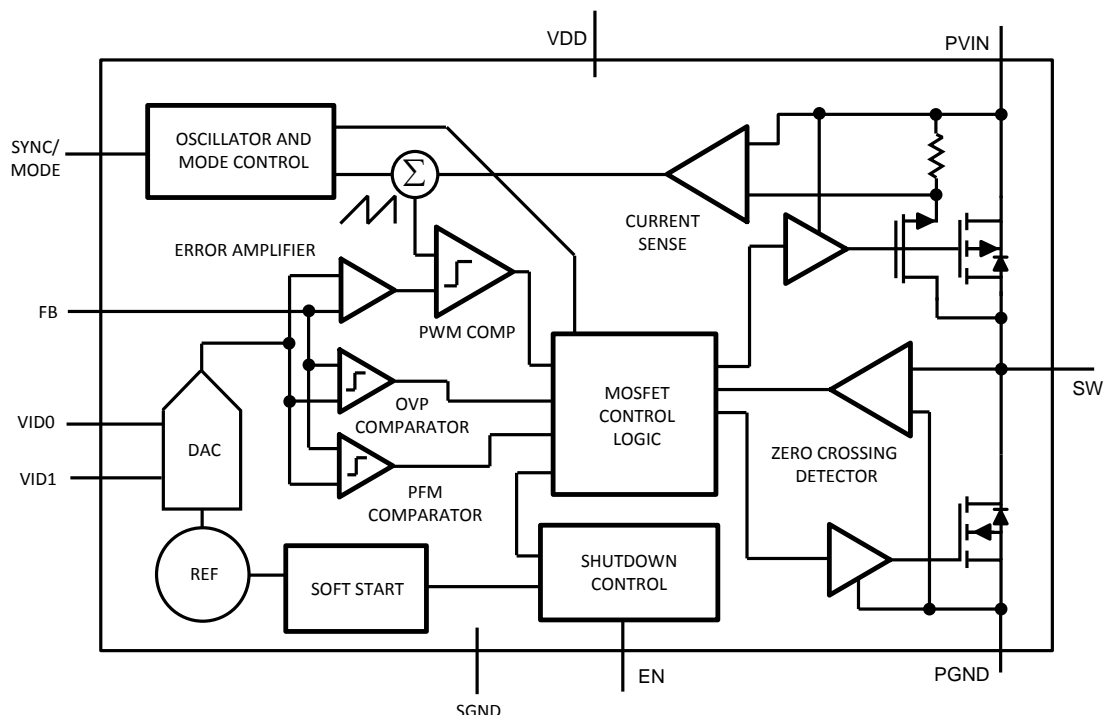 VDD
PVIN
SYNC/
MODE
OSCILLATOR AND
MODE CONTROL
Σ
CURRENT
SENSE
ERROR AMPLIFIER
FB
PWM COMP
MOSFET
CONTROL
LOGIC
SW
OVP
COMPARATOR
VID0
DAC
ZERO CROSSING
DETECTOR
VID1
PFM
COMPARATOR
REF
SOFT START
SHUTDOWN
CONTROL
EN
PGND
SGND